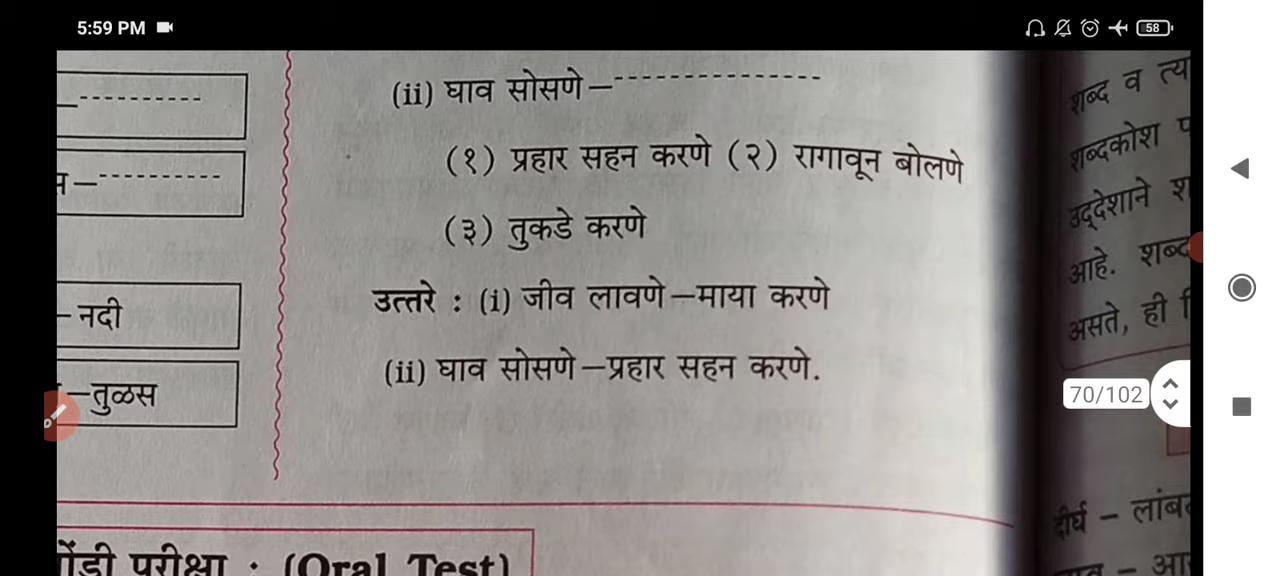 5:59 PM
58
(ii) घाव सोसणे –
(१) प्रहार सहन करणे (२) रागावून बोलणे
(३) तुकडे करणे
उत्तरे : (i) जीव लावणे – माया करणे
(ii) घाव सोसणे – प्रहार सहन करणे.
– नदी
– तुळस
परीक्षा : (Oral Test)
शब्द व
शब्दकोश
उद्देशाने
आहे. शब्द
असते, ही
70/102
दीर्घ –